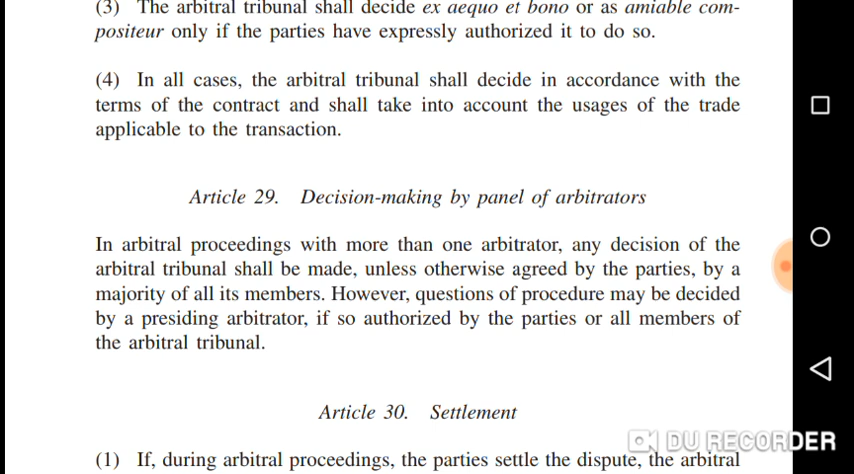 (3) The arbitral tribunal shall decide ex aequo et bono or as amiable com-
positeur only if the parties have expressly authorized it to do so.
(4) In all cases, the arbitral tribunal shall decide in accordance with the
terms of the contract and shall take into account the usages of the trade
applicable to the transaction.
Article 29. Decision-making by panel of arbitrators
In arbitral proceedings with more than one arbitrator, any decision of the
arbitral tribunal shall be made, unless otherwise agreed by the parties, by a
majority of all its members. However, questions of procedure may be decided
by a presiding arbitrator, if so authorized by the parties or all members of
the arbitral tribunal.
Article 30. Settlement
(1) If, during arbitral proceedings, the parties settle the dispute, the arbitral
DU RECORDER